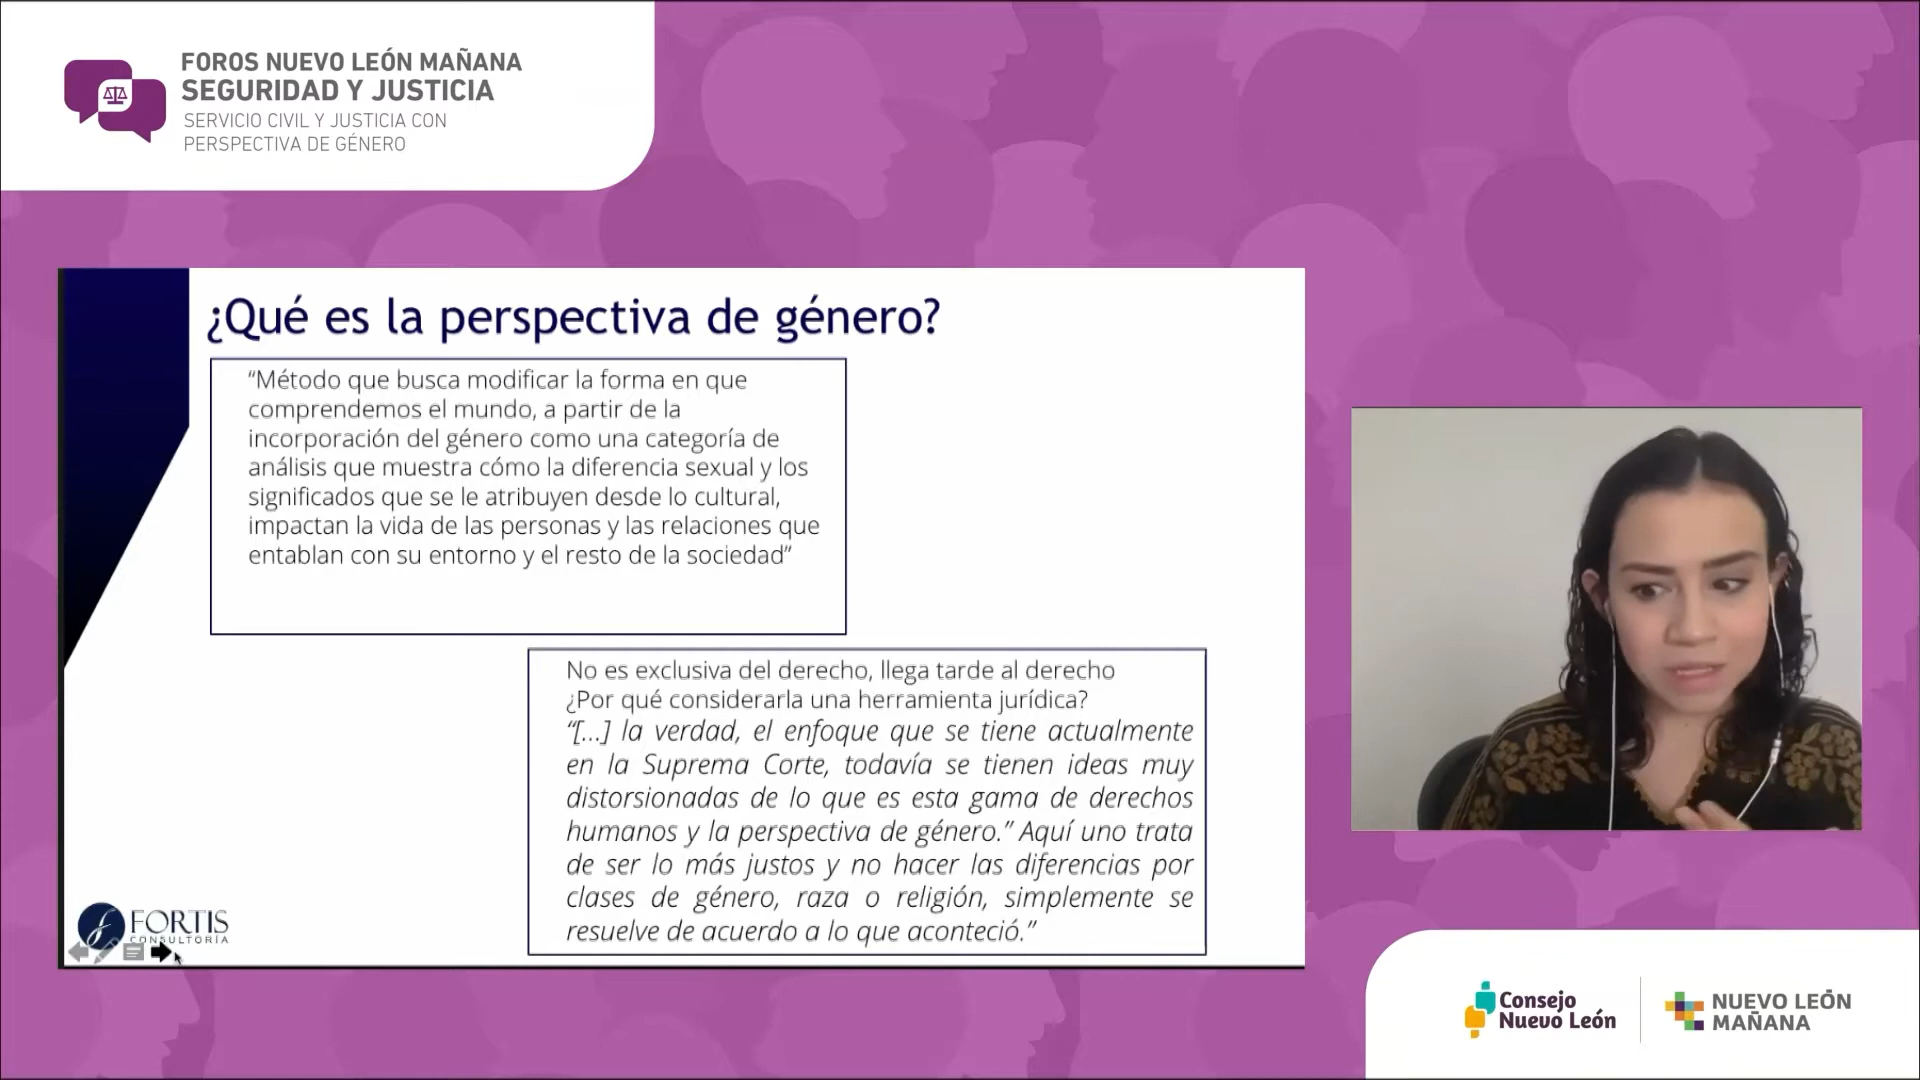 FOROS NUEVO LEÓN MAÑANA
SEGURIDAD Y JUSTICIA
SERVICIO CIVIL Y JUSTICIA CON
PERSPECTIVA DE GÉNERO
¿Qué es la perspectiva de género?
“Método que busca modificar la forma en que
comprendemos el mundo, a partir de la
incorporación del género como una categoría de
análisis que muestra cómo la diferencia sexual y los
significados que se le atribuyen desde lo cultural,
impactan la vida de las personas y las relaciones que
entablan con su entorno y el resto de la sociedad”
No es exclusiva del derecho, llega tarde al derecho
¿Por qué considerarla una herramienta jurídica?
“[...] la verdad, el enfoque que se tiene actualmente
en la Suprema Corte, todavía se tienen ideas muy
distorsionadas de lo que es esta gama de derechos
humanos y la perspectiva de género.” Aquí uno trata
de ser lo más justos y no hacer las diferencias por
clases de género, raza o religión, simplemente se
resuelve de acuerdo a lo que aconteció.”
FORTIS
CONSULTORÍA
Consejo
Nuevo León
NUEVO LEÓN
MAÑANA